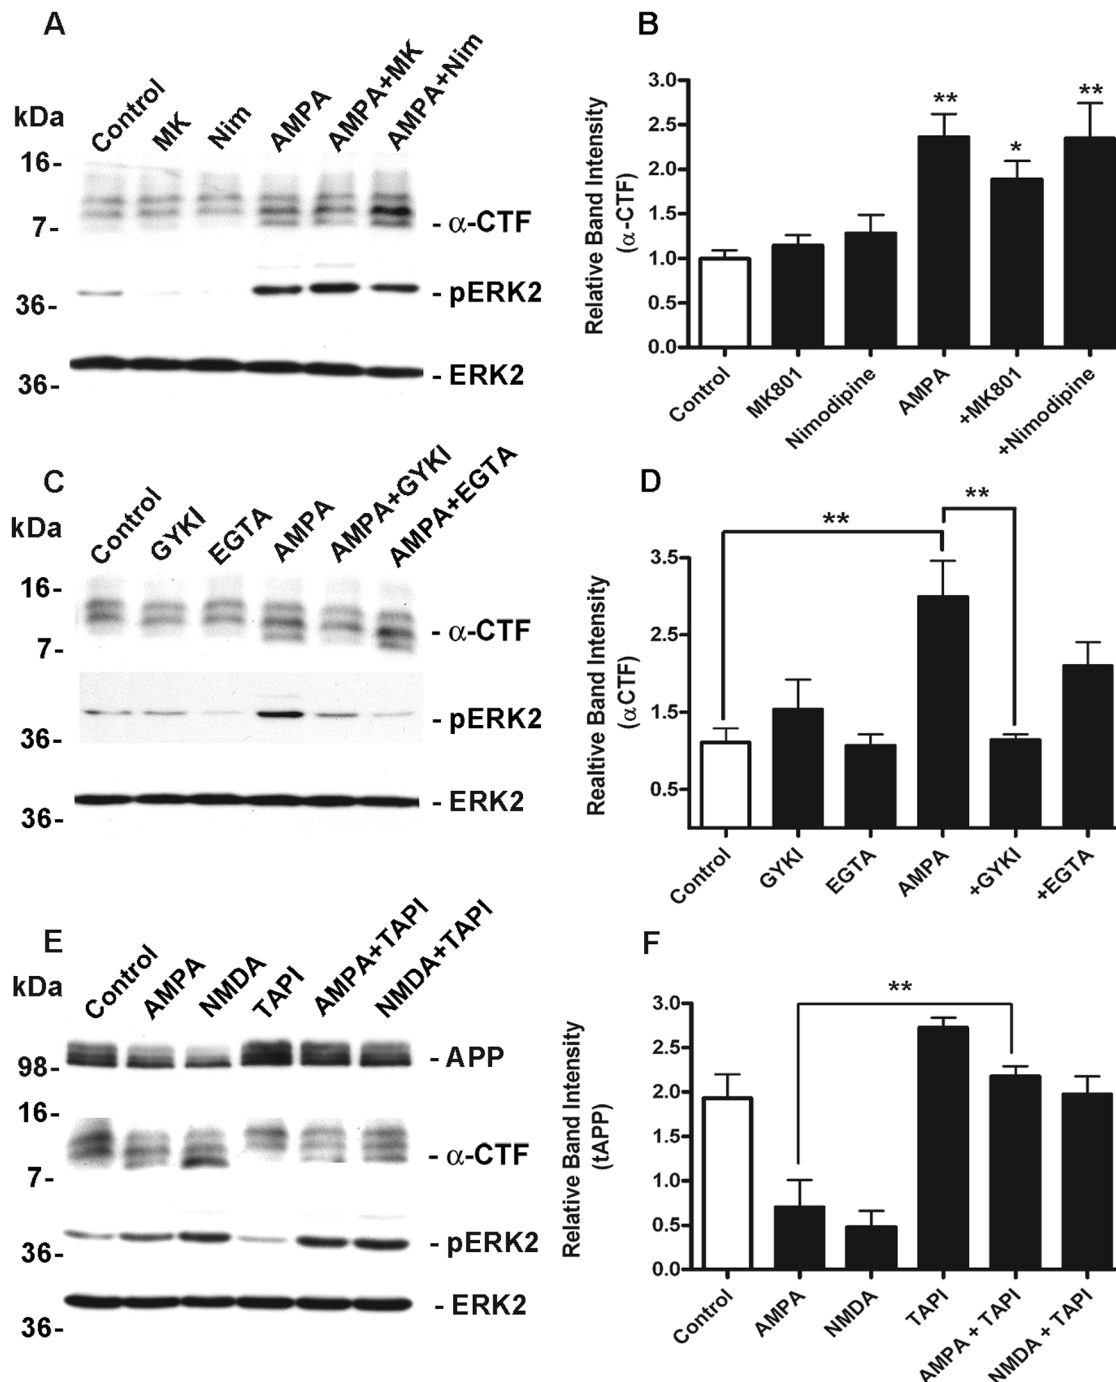 A
kDa
Control
MK
Nim
AMPA
AMPA+MK
AMPA+Nim
16-
7-
- α-CTF
36-
- pERK2
36-
- ERK2
B
Relative Band Intensity
(α-CTF)
3.0
2.5
2.0
1.5
1.0
0.5
0.0
**
*
**
Control
MK801
Nimodipine
AMPA
+MK801
+Nimodipine
C
kDa
Control
GYKI
EGTA
AMPA
AMPA+GYKI
AMPA+EGTA
16-
7-
- α-CTF
36-
- pERK2
36-
- ERK2
D
Realtive Band Intensity
(αCTF)
3.5
2.5
1.5
0.5
**
**
Control
GYKI
EGTA
AMPA
+GYKI
+EGTA
E
kDa
Control
AMPA
NMDA
TAPI
AMPA+TAPI
NMDA+TAPI
98-
- APP
16-
7-
- α-CTF
36-
- pERK2
36-
- ERK2
F
Relative Band Intensity
(tAPP)
3.0
2.5
2.0
1.5
1.0
0.5
0.0
**
Control
AMPA
NMDA
TAPI
AMPA + TAPI
NMDA + TAPI